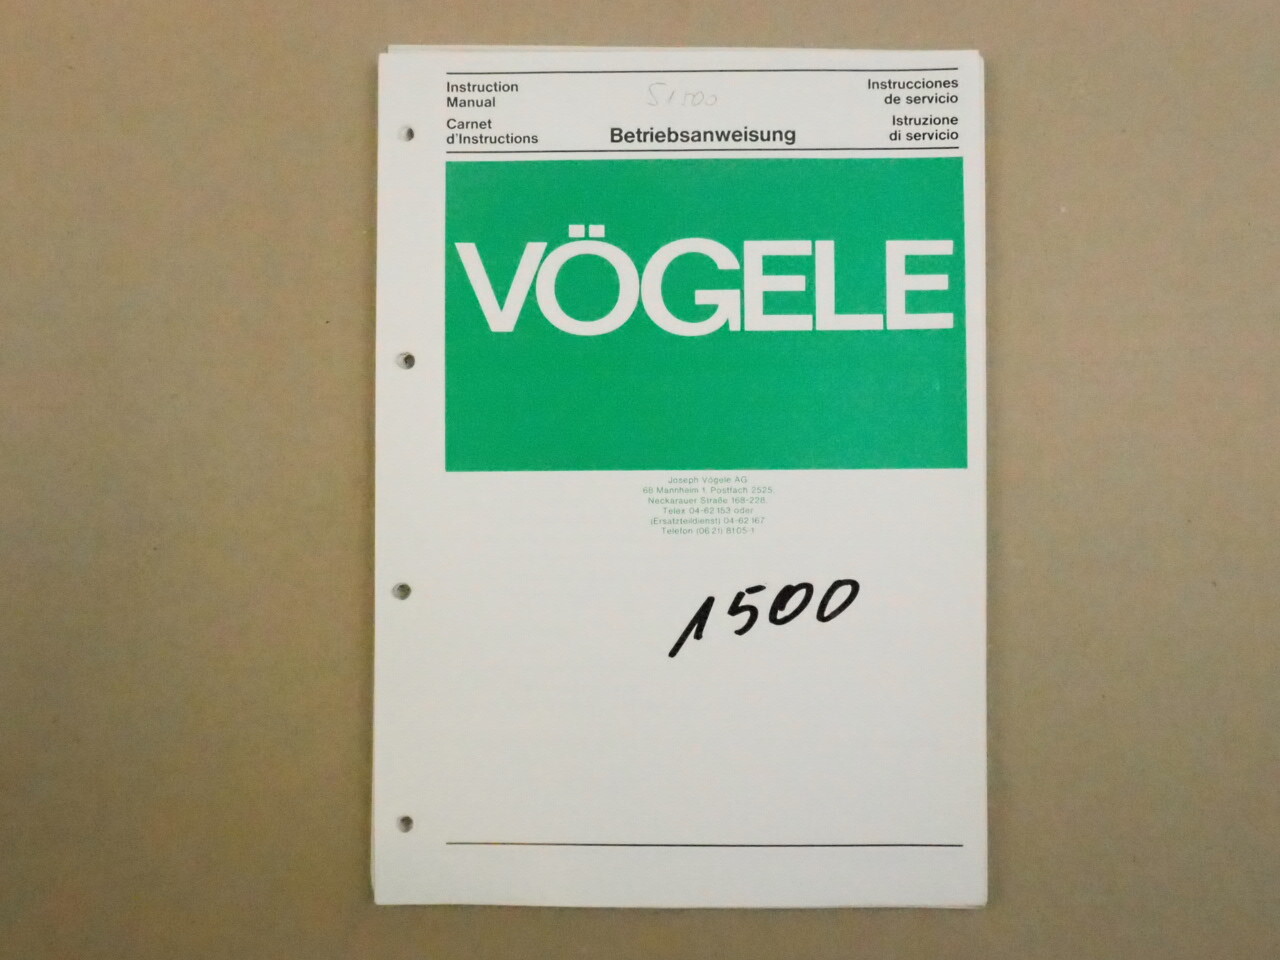 Instruction
Manual
Carnet
d'Instructions
S1500
Betriebsanweisung
Instrucciones
de servicio
Istruzione
di servicio
VÖGELE
Joseph Vögele AG
68 Mannheim 1, Postfach 2525
Neckarauer Straße 168-228,
Telex 04-62 153 oder
(Ersatzteildienst) 04-62 167
Telefon (06 21) 81 05-1
1500